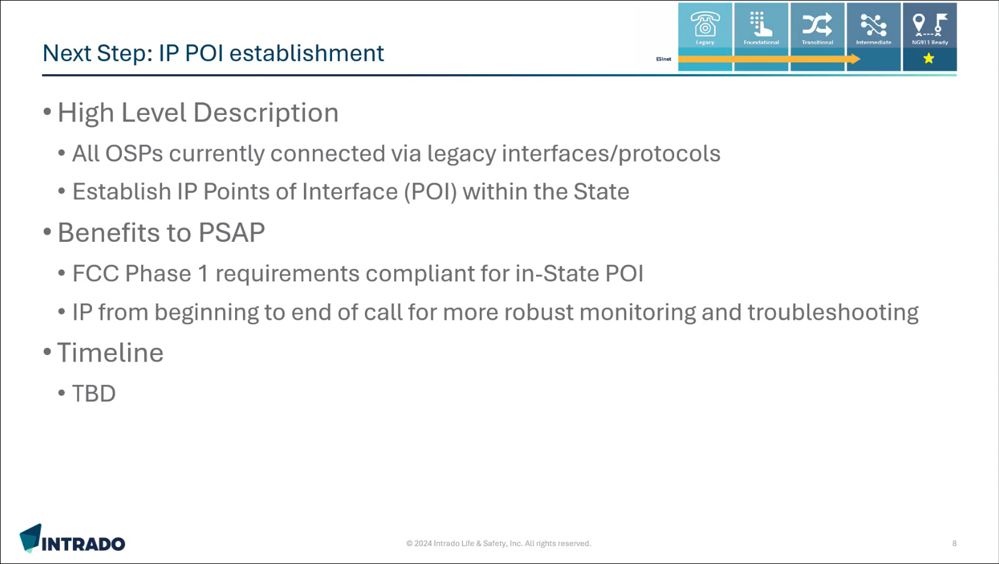 Legacy
Foundational
Transitional
Intermediate
NG911 Ready
Next Step: IP POI establishment
ESInet
• High Level Description
• All OSPs currently connected via legacy interfaces/protocols
• Establish IP Points of Interface (POI) within the State
• Benefits to PSAP
• FCC Phase 1 requirements compliant for in-State POI
• IP from beginning to end of call for more robust monitoring and troubleshooting
• Timeline
• TBD
INTRADO
© 2024 Intrado Life & Safety, Inc. All rights reserved.
8